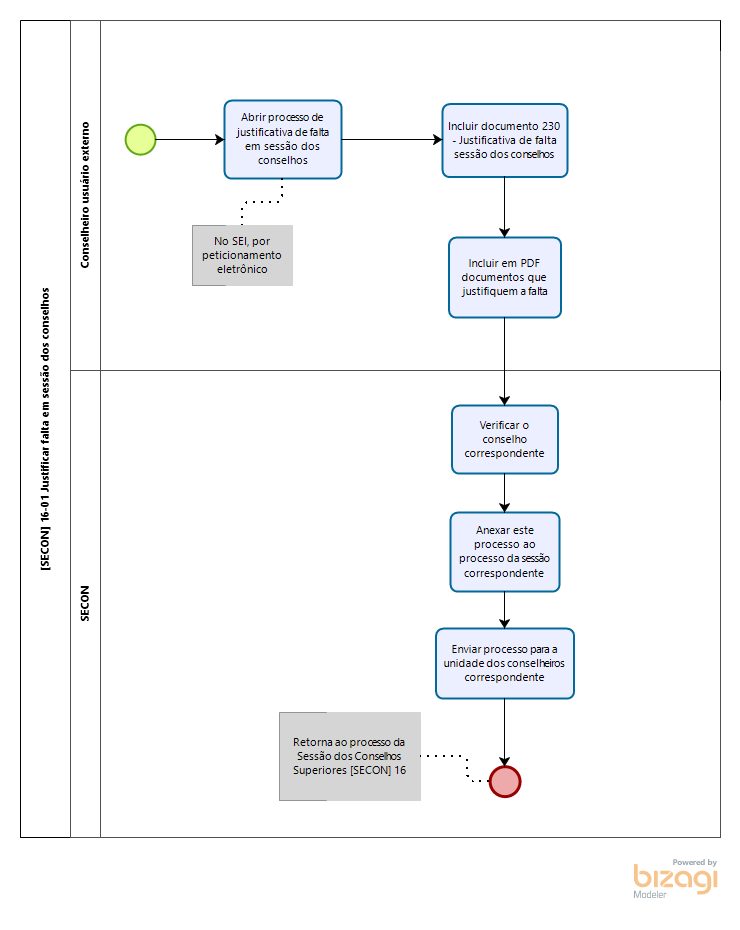 [SECON] 16-01 Justificar falta em sessão dos conselhos
Conselheiro usuário externo
Abrir processo de
justificativa de falta
em sessão dos
conselhos
Incluir documento 230
- Justificativa de falta
sessão dos conselhos
No SEI, por
peticionamento
eletrônico
Incluir em PDF
documentos que
justifiquem a falta
SECON
Verificar o
conselho
correspondente
Anexar este
processo ao
processo da sessão
correspondente
Enviar processo para a
unidade dos conselheiros
correspondente
Retorna ao processo da
Sessão dos Conselhos
Superiores [SECON] 16
Powered by
bizagi
Modeler